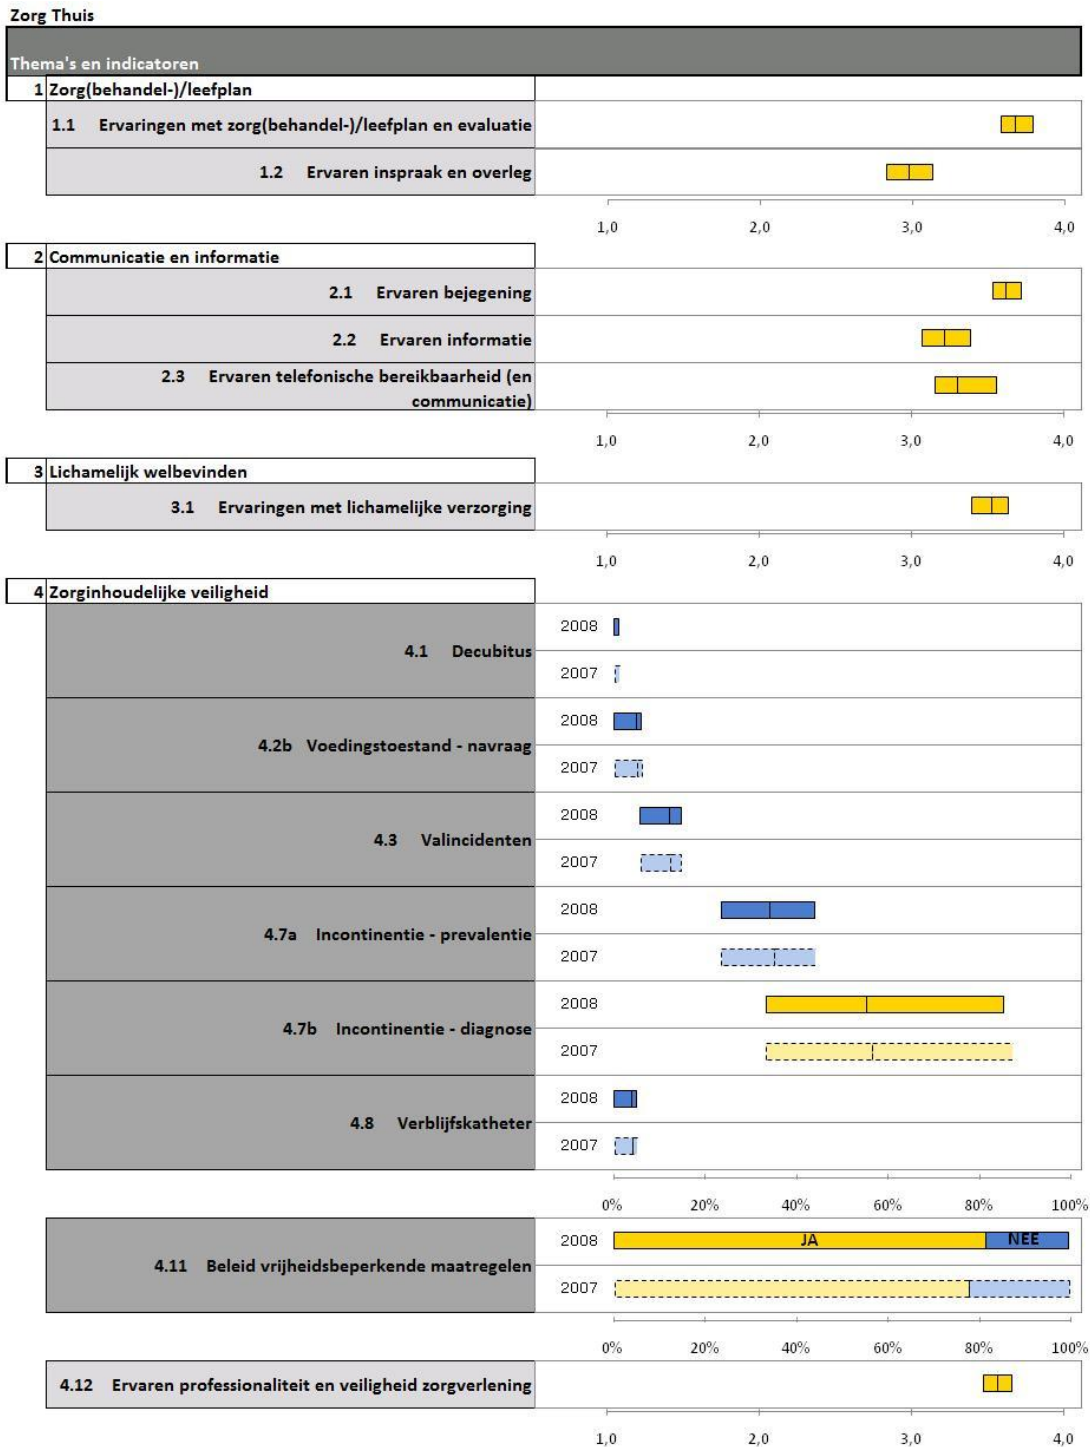 Zorg Thuis
Thema's en indicatoren
1 Zorg(behandel-)/leefplan
1.1 Ervaringen met zorg(behandel-)/leefplan en evaluatie
1.2 Ervaren inspraak en overleg
1,0 2,0 3,0 4,0
2 Communicatie en informatie
2.1 Ervaren bejegening
2.2 Ervaren informatie
2.3 Ervaren telefonische bereikbaarheid (en
communicatie)
1,0 2,0 3,0 4,0
3 Lichamelijk welbevinden
3.1 Ervaringen met lichamelijke verzorging
1,0 2,0 3,0 4,0
4 Zorginhoudelijke veiligheid
4.1 Decubitus
2008
2007
4.2b Voedingstoestand - navraag
2008
2007
4.3 Valincidenten
2008
2007
4.7a Incontinentie - prevalentie
2008
2007
4.7b Incontinentie - diagnose
2008
2007
4.8 Verblijfskatheter
2008
2007
0% 20% 40% 60% 80% 100%
4.11 Beleid vrijheidsbeperkende maatregelen
2008 JA NEE
2007
0% 20% 40% 60% 80% 100%
4.12 Ervaren professionaliteit en veiligheid zorgverlening
1,0 2,0 3,0 4,0